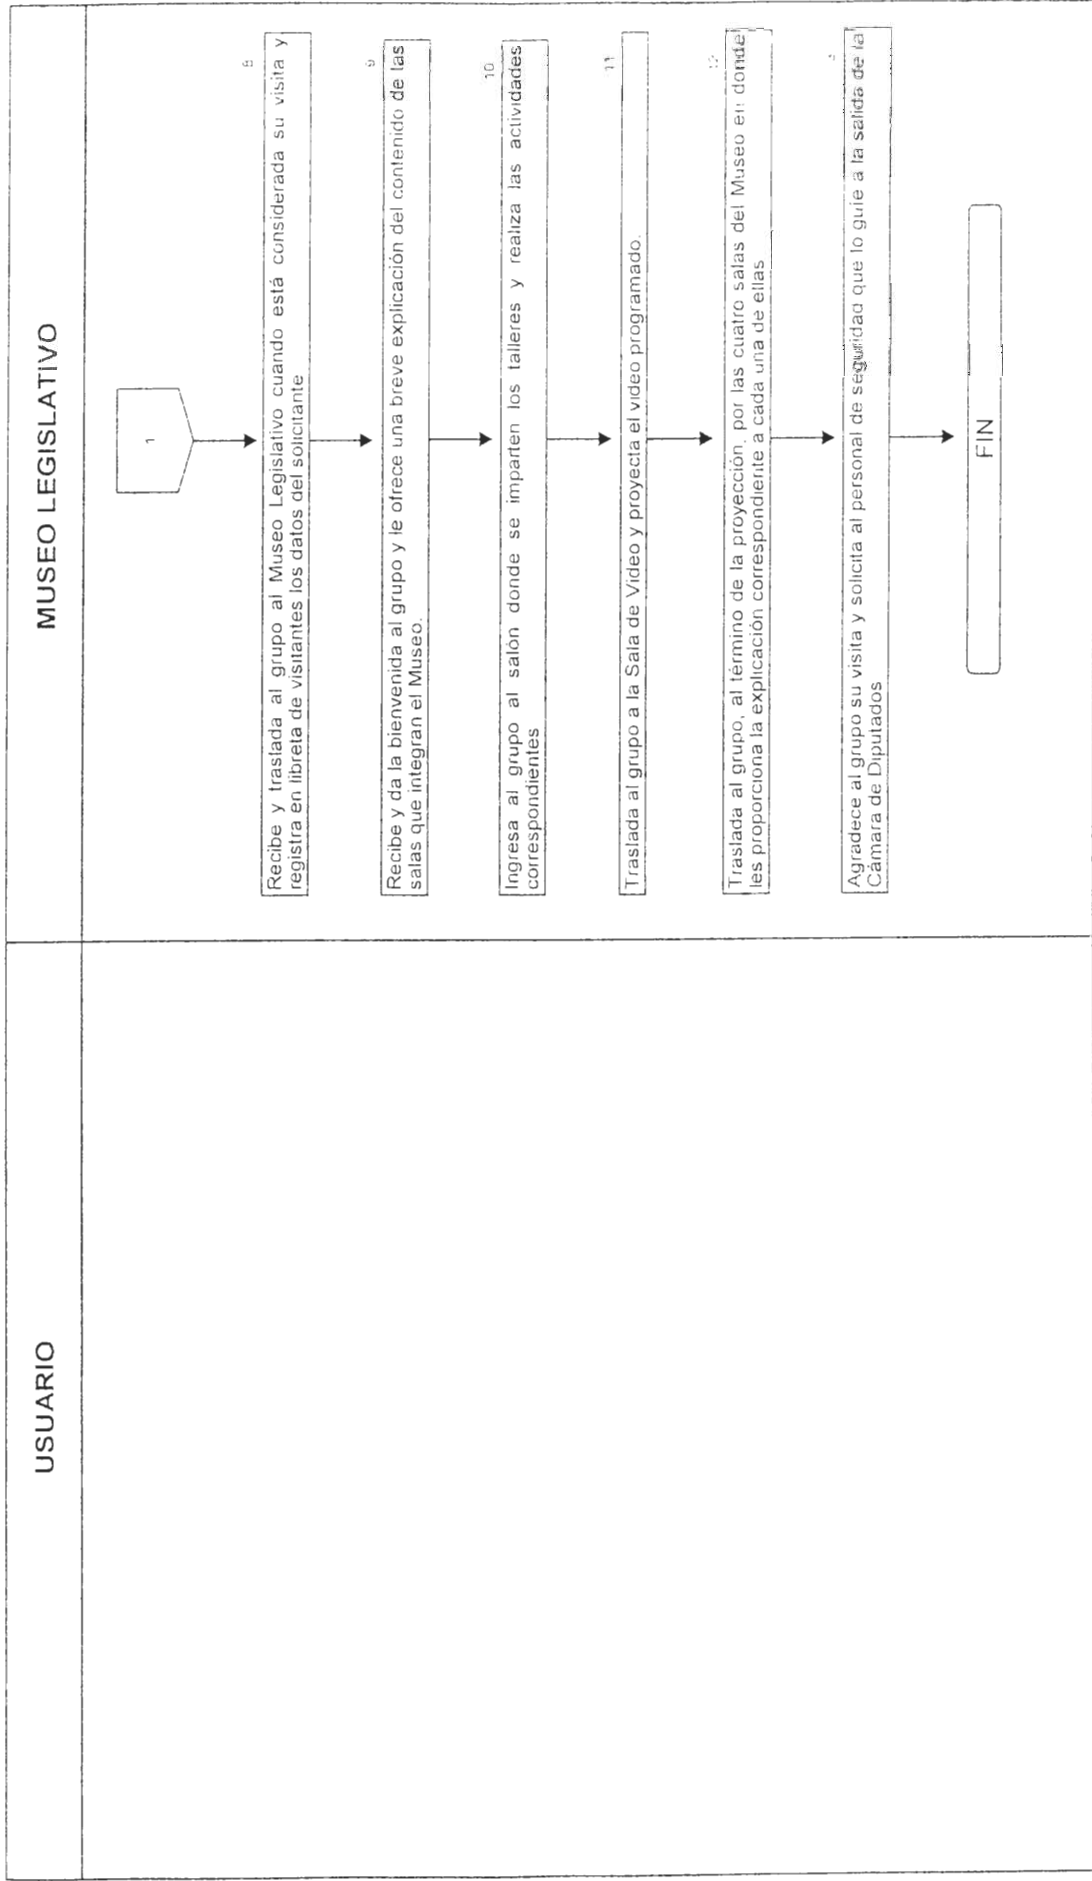 USUARIO
MUSEO LEGISLATIVO
1
8
Recibe y traslada al grupo al Museo Legislativo cuando está considerada su visita y
registra en libreta de visitantes los datos del solicitante
9
Recibe y da la bienvenida al grupo y le ofrece una breve explicación del contenido de las
salas que integran el Museo.
10
Ingresa al grupo al salón donde se imparten los talleres y realiza las actividades
correspondientes
11
Traslada al grupo a la Sala de Video y proyecta el video programado.
12
Traslada al grupo, al término de la proyección, por las cuatro salas del Museo en donde
les proporciona la explicación correspondiente a cada una de ellas
Agradece al grupo su visita y solicita al personal de seguridad que lo guie a la salida de la
Cámara de Diputados
FIN